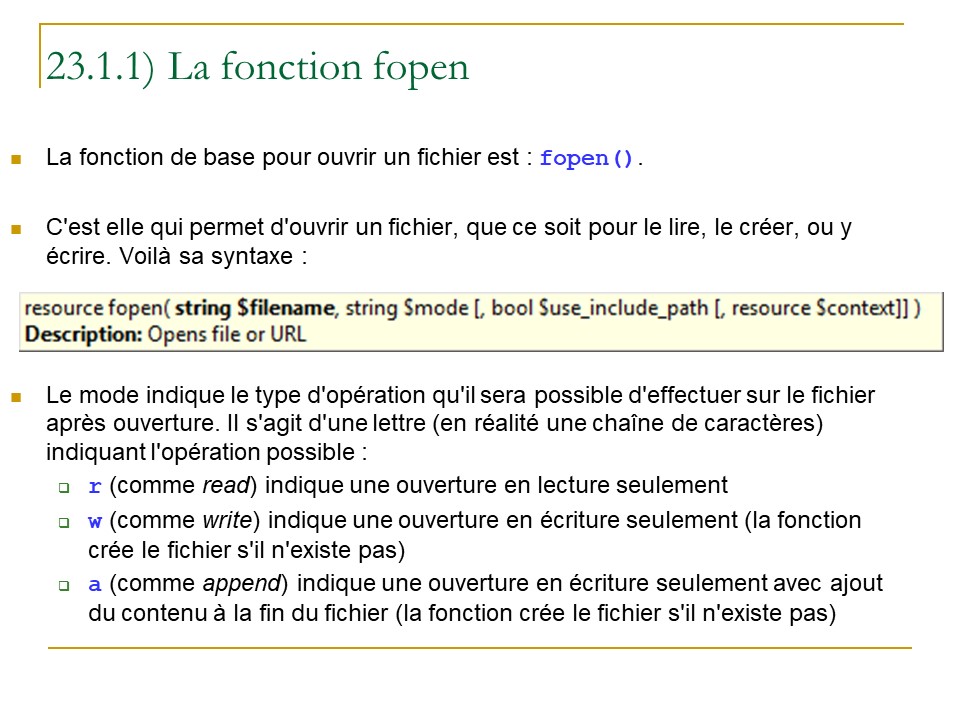 23.1.1) La fonction fopen
La fonction de base pour ouvrir un fichier est : fopen().
C'est elle qui permet d'ouvrir un fichier, que ce soit pour le lire, le créer, ou y
écrire. Voilà sa syntaxe :
resource fopen( string $filename, string $mode [, bool $use_include_path [, resource $context]] )
Description: Opens file or URL
Le mode indique le type d'opération qu'il sera possible d'effectuer sur le fichier
après ouverture. Il s'agit d'une lettre (en réalité une chaîne de caractères)
indiquant l'opération possible :
r (comme read) indique une ouverture en lecture seulement
w (comme write) indique une ouverture en écriture seulement (la fonction
crée le fichier s'il n'existe pas)
a (comme append) indique une ouverture en écriture seulement avec ajout
du contenu à la fin du fichier (la fonction crée le fichier s'il n'existe pas)